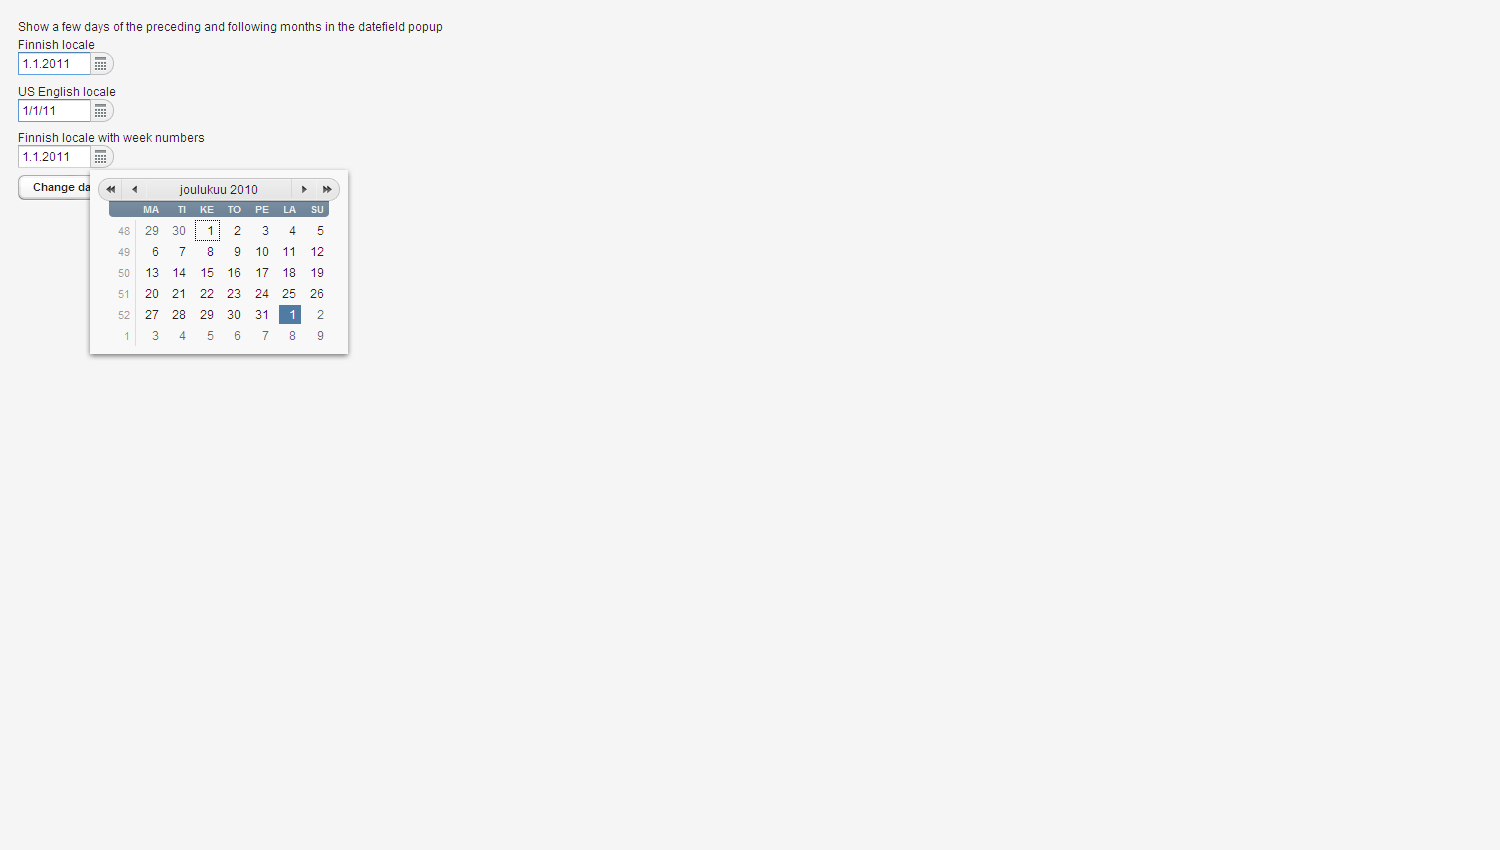 Show a few days of the preceding and following months in the datefield popup
Finnish locale
1.1.2011
US English locale
1/1/11
Finnish locale with week numbers
1.1.2011
Change da
joulukuu 2010
MA TI KE TO PE LA SU
48 29 30 1 2 3 4 5
49 6 7 8 9 10 11 12
50 13 14 15 16 17 18 19
51 20 21 22 23 24 25 26
52 27 28 29 30 31 1 2
1 3 4 5 6 7 8 9